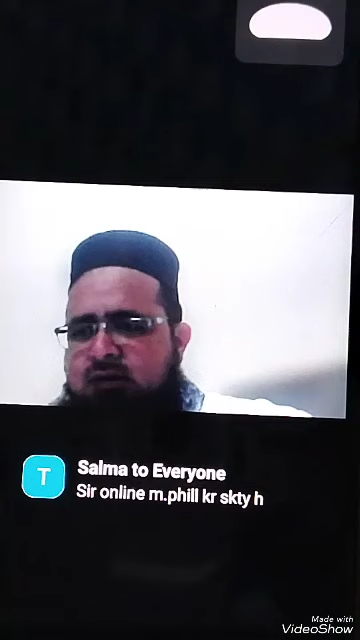 T
Salma to Everyone
Sir online m.phill kr skty h
Made with
VideoShow